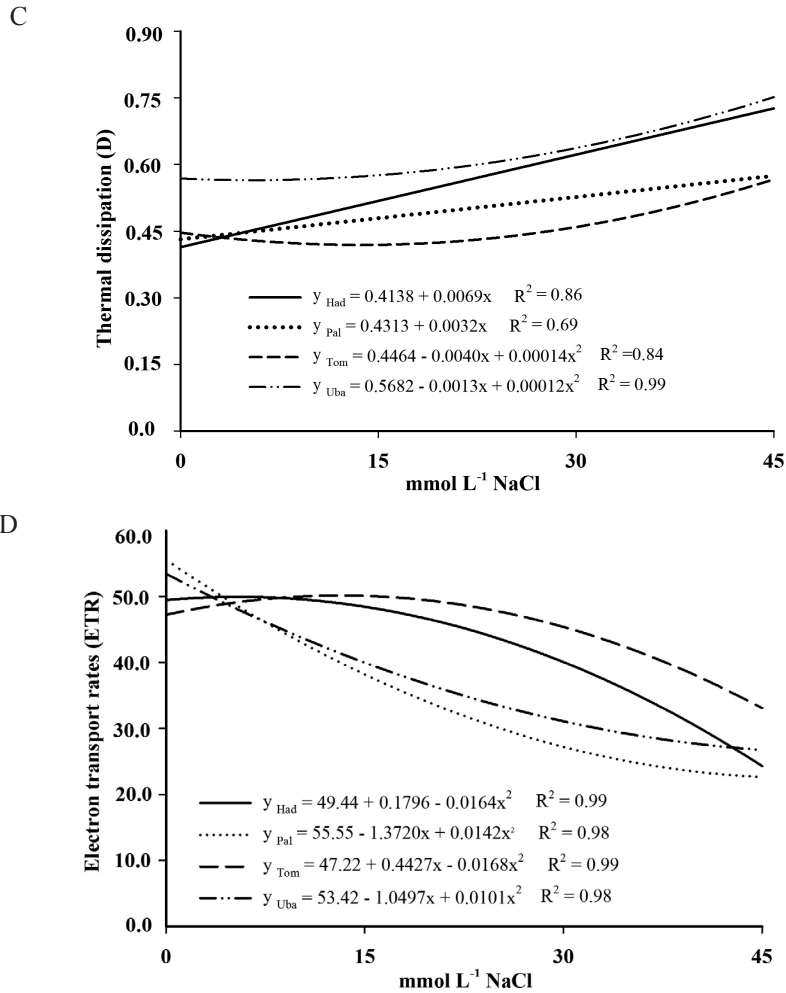 C
0.90
0.75
0.60
0.45
0.30
0.15
0.0
Thermal dissipation (D)
y Had = 0.4138 + 0.0069x R² = 0.86
y Pal = 0.4313 + 0.0032x R² = 0.69
y Tom = 0.4464 - 0.0040x + 0.00014x² R² =0.84
y Uba = 0.5682 - 0.0013x + 0.00012x² R² = 0.99
0 15 30 45
mmol L⁻¹ NaCl
D
60.0
50.0
40.0
30.0
20.0
10.0
0.0
Electron transport rates (ETR)
y Had = 49.44 + 0.1796 - 0.0164x² R² = 0.99
y Pal = 55.55 - 1.3720x + 0.0142x² R² = 0.98
y Tom = 47.22 + 0.4427x - 0.0168x² R² = 0.99
y Uba = 53.42 - 1.0497x + 0.0101x² R² = 0.98
0 15 30 45
mmol L⁻¹ NaCl